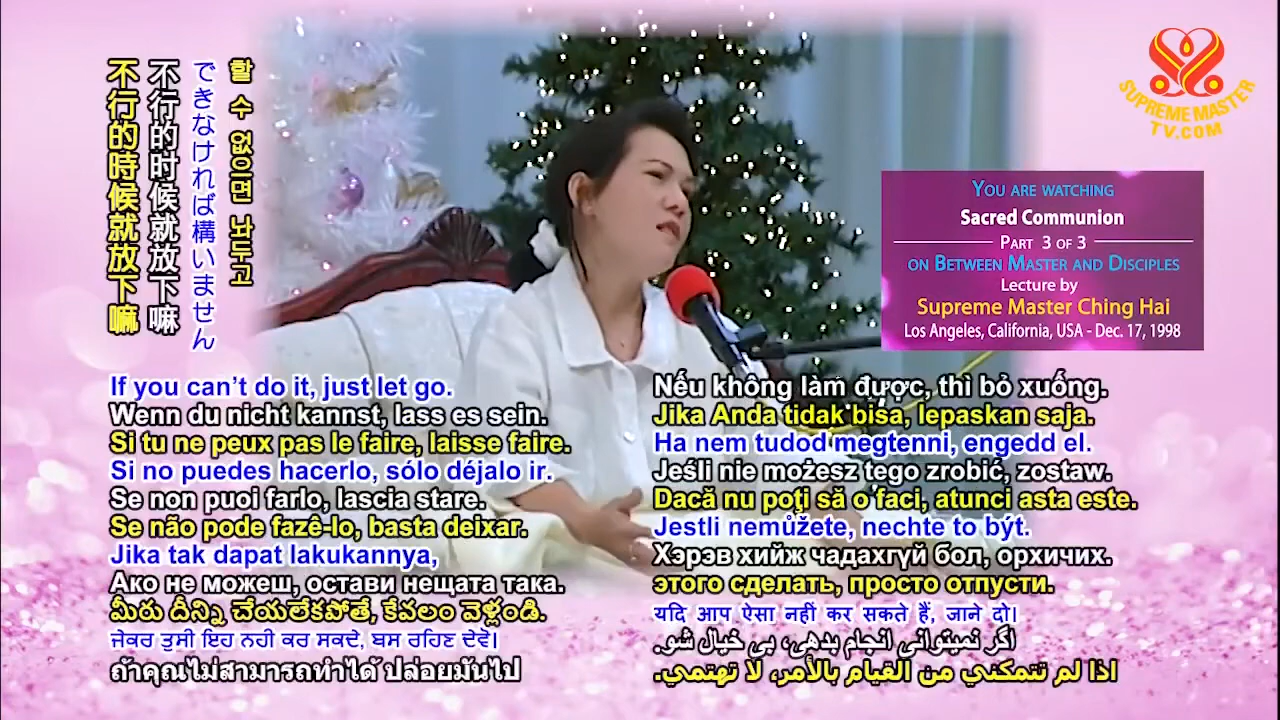 할 수 없으면 놔두고
できなければ構いません
不行的时候就放下嘛
不行的時候就放下嘛
SUPREME MASTER
TV.COM
YOU ARE WATCHING
Sacred Communion
PART 3 OF 3
ON BETWEEN MASTER AND DISCIPLES
Lecture by
Supreme Master Ching Hai
Los Angeles, California, USA - Dec. 17, 1998
If you can’t do it, just let go.
Wenn du nicht kannst, lass es sein.
Si tu ne peux pas le faire, laisse faire.
Si no puedes hacerlo, sólo déjalo ir.
Se non puoi farlo, lascia stare.
Se não pode fazê-lo, basta deixar.
Jika tak dapat lakukannya,
Ако не можеш, остави нещата така.
మీరు దీన్ని చేయలేకపోతే, కేవలం వెళ్లండి.
ਜੇਕਰ ਤੁਸੀ ਇਹ ਨਹੀ ਕਰ ਸਕਦੇ, ਬਸ ਰਹਿਣ ਦੇਵੋ।
ถ้าคุณไม่สามารถทำได้ ปล่อยมันไป
Nếu không làm được, thì bỏ xuống.
Jika Anda tidak bisa, lepaskan saja.
Ha nem tudod megtenni, engedd el.
Jeśli nie możesz tego zrobić, zostaw.
Dacă nu poţi să o faci, atunci asta este.
Jestli nemůžete, nechte to být.
Хэрэв хийж чадахгүй бол, орхичих.
этого сделать, просто отпусти.
यदि आप ऐसा नहीं कर सकते हैं, जाने दो।
اگر نمیتوانی انجام بدهی، بی خیال شو.
اذا لم تتمكني من القيام بالأمر، لا تهتمي.